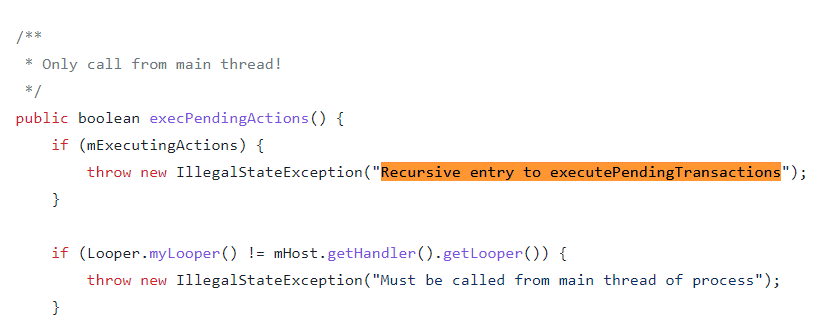 /**
 * Only call from main thread!
 */
public boolean execPendingActions() {
    if (mExecutingActions) {
        throw new IllegalStateException("Recursive entry to executePendingTransactions");
    }

    if (Looper.myLooper() != mHost.getHandler().getLooper()) {
        throw new IllegalStateException("Must be called from main thread of process");
    }